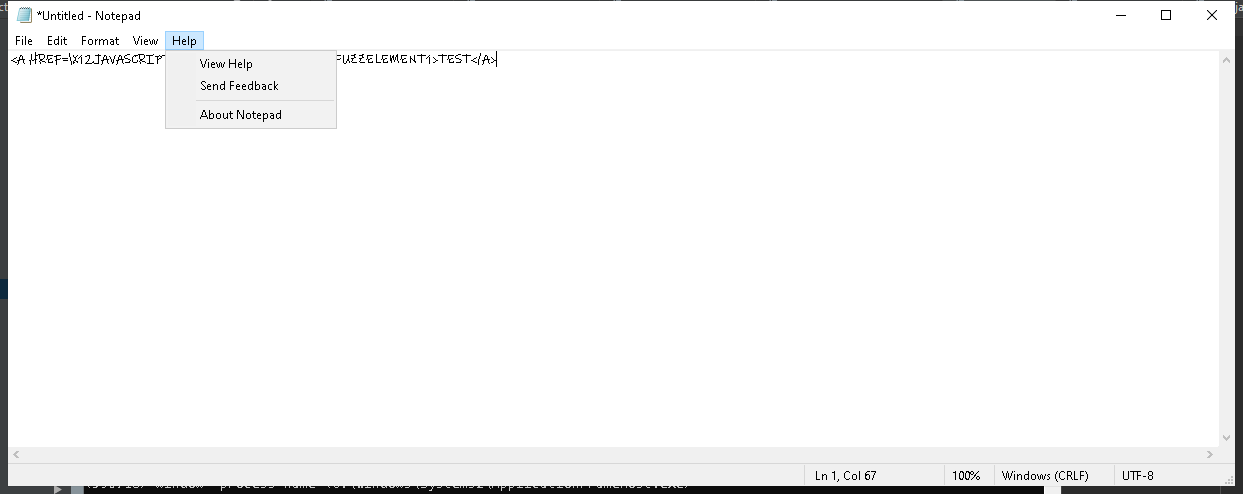 *Untitled - Notepad
File Edit Format View Help
<A HREF=\X12JAVASCRIPT FUZZELEMENT1>TEST</A>
View Help
Send Feedback
About Notepad
Ln 1, Col 67 100% Windows (CRLF) UTF-8